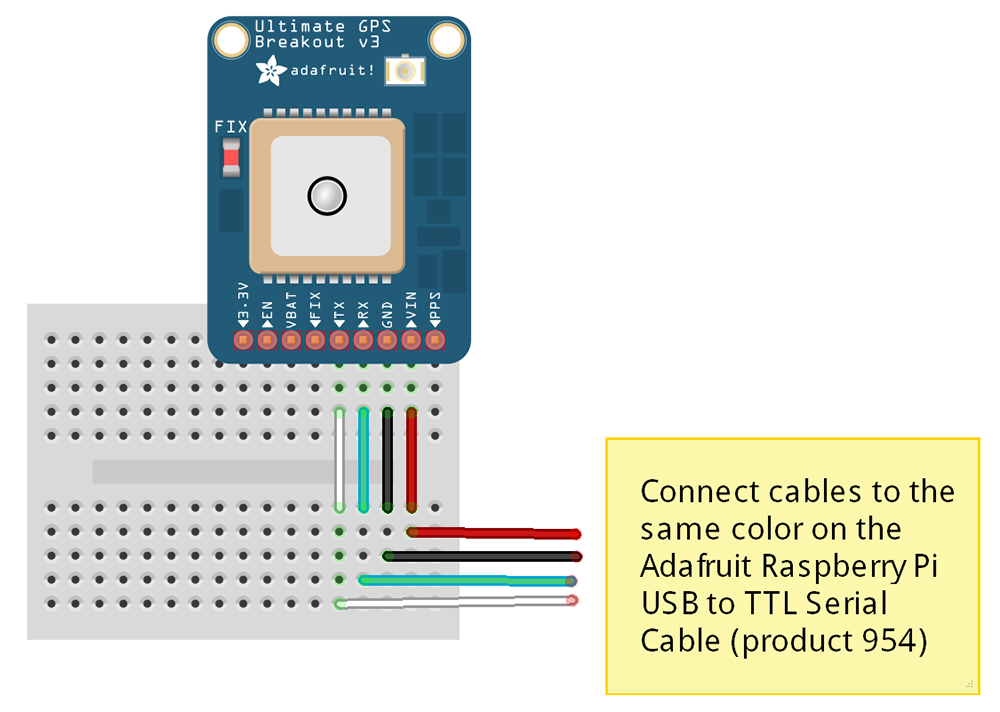 Ultimate GPS
Breakout v3
adafruit!
FIX
3.3V
EN
VBAT
FIX
TX
RX
GND
VIN
PPS
Connect cables to the
same color on the
Adafruit Raspberry Pi
USB to TTL Serial
Cable (product 954)